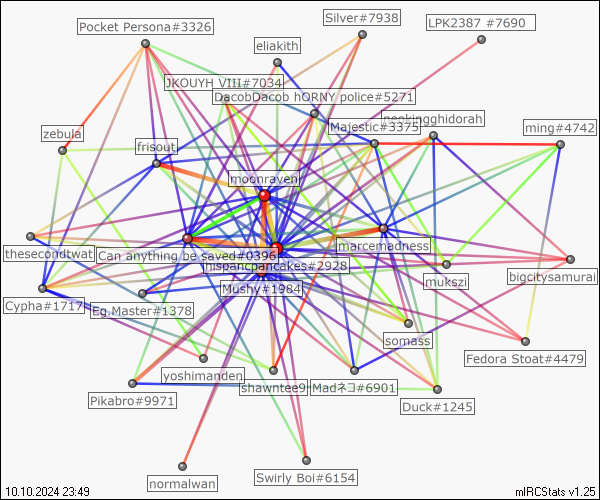 Silver#7938
LPK2387 #7690
Pocket Persona#3326
eliakith
JKOUYH VIII#7034
DacobDacob hORNY police#5271
neokingghidorah
Majestic#3375
ming#4742
zebula
frisout
moonraven
thesecondtwat
marcemadness
Can anything be saved#0396
hispancpancakes#2928
bigcitysamurai
mukszi
Mushy#1984
Cypha#1717
Eg.Master#1378
somass
Fedora Stoat#4479
yoshimanden
shawntee9
Madネコ#6901
Pikabro#9971
Duck#1245
Swirly Boi#6154
normalwan
10.10.2024 23:49
mIRCStats v1.25